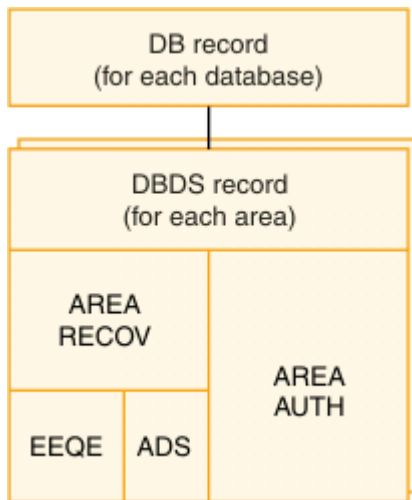 DB record
(for each database)
DBDS record
(for each area)
AREA
RECOV
AREA
AUTH
EEQE
ADS